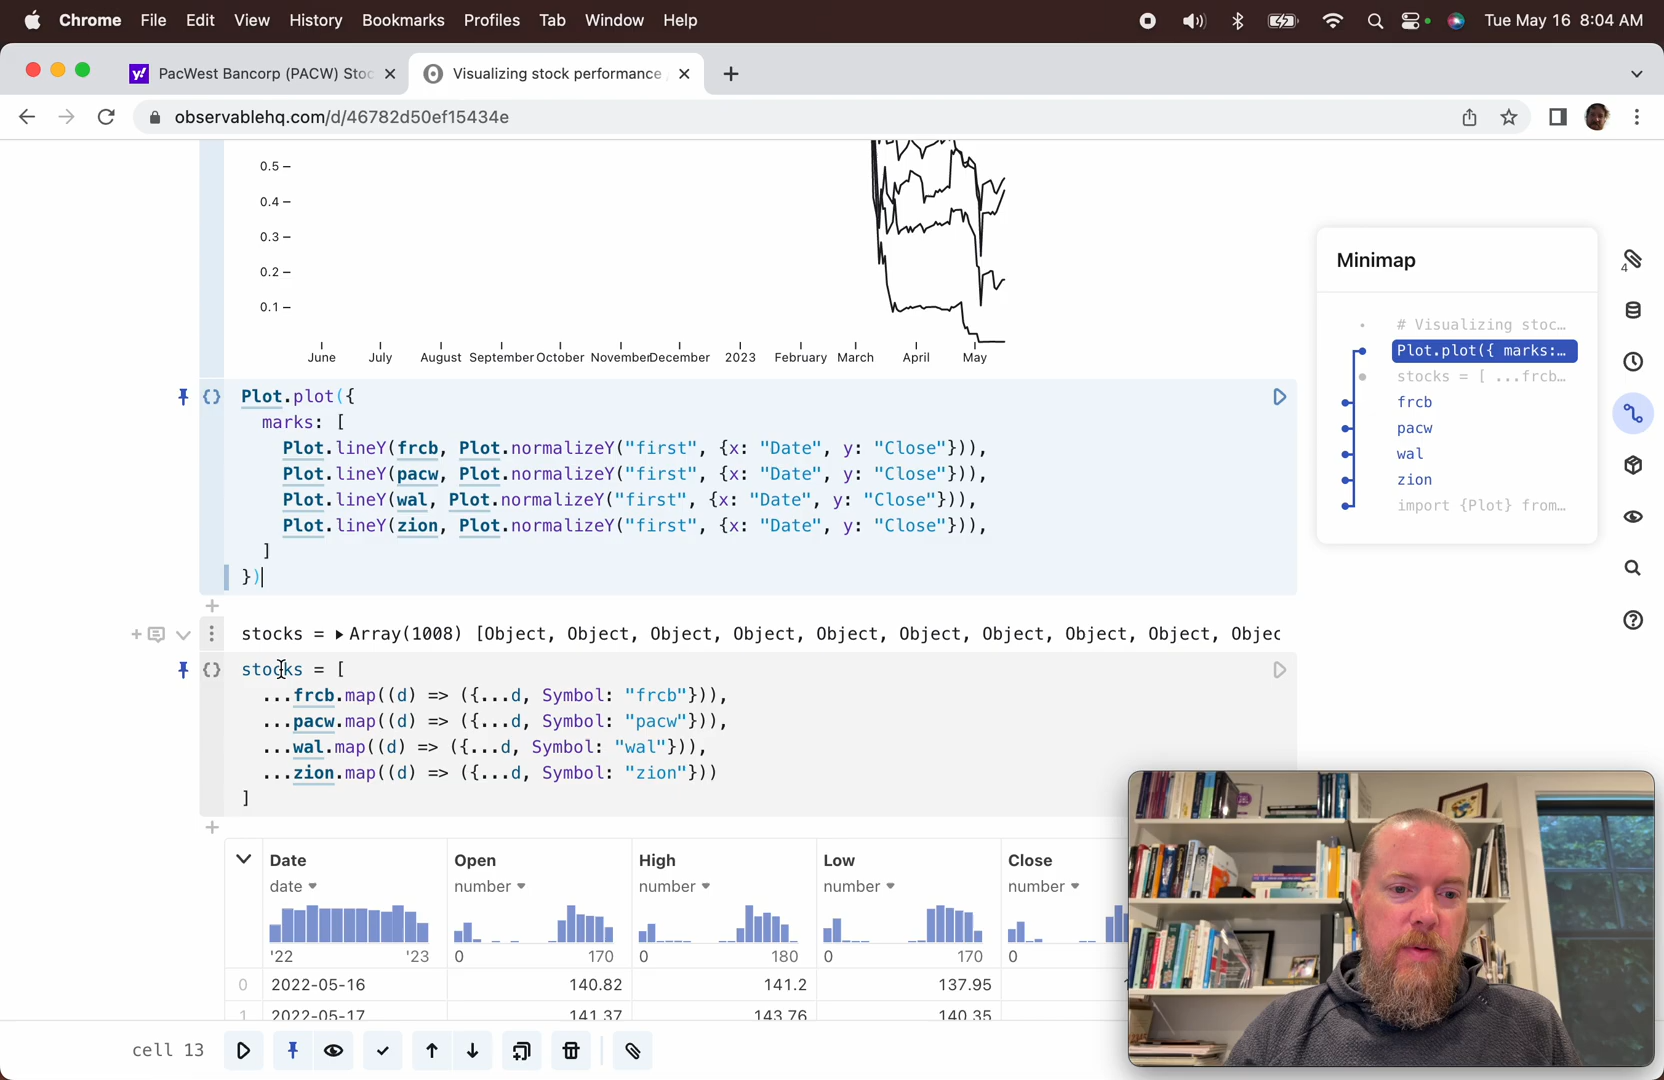 Chrome File Edit View History Bookmarks Profiles Tab Window Help Tue May 16 8:04 AM
PacWest Bancorp (PACW) Stoc Visualizing stock performance
observablehq.com/d/46782d50ef15434e
0.5
0.4
0.3
0.2
0.1
June July August September October November December 2023 February March April May
Plot.plot({
marks: [
Plot.lineY(frcb, Plot.normalizeY("first", {x: "Date", y: "Close"})),
Plot.lineY(pacw, Plot.normalizeY("first", {x: "Date", y: "Close"})),
Plot.lineY(wal, Plot.normalizeY("first", {x: "Date", y: "Close"})),
Plot.lineY(zion, Plot.normalizeY("first", {x: "Date", y: "Close"})),
]
})
stocks = Array(1008) [Object, Object, Object, Object, Object, Object, Object, Object, Object, Objec
stocks = [
...frcb.map((d) => ({...d, Symbol: "frcb"})),
...pacw.map((d) => ({...d, Symbol: "pacw"})),
...wal.map((d) => ({...d, Symbol: "wal"})),
...zion.map((d) => ({...d, Symbol: "zion"}))
]
Date Open High Low Close
date number number number number
'22 '23 0 170 0 180 0 170 0
0 2022-05-16 140.82 141.2 137.95
1 2022-05-17 141.37 143.76 140.35
cell 13
Minimap
# Visualizing stoc...
Plot.plot({ marks:...
stocks = [ ...frcb...
frcb
pacw
wal
zion
import {Plot} from...
4